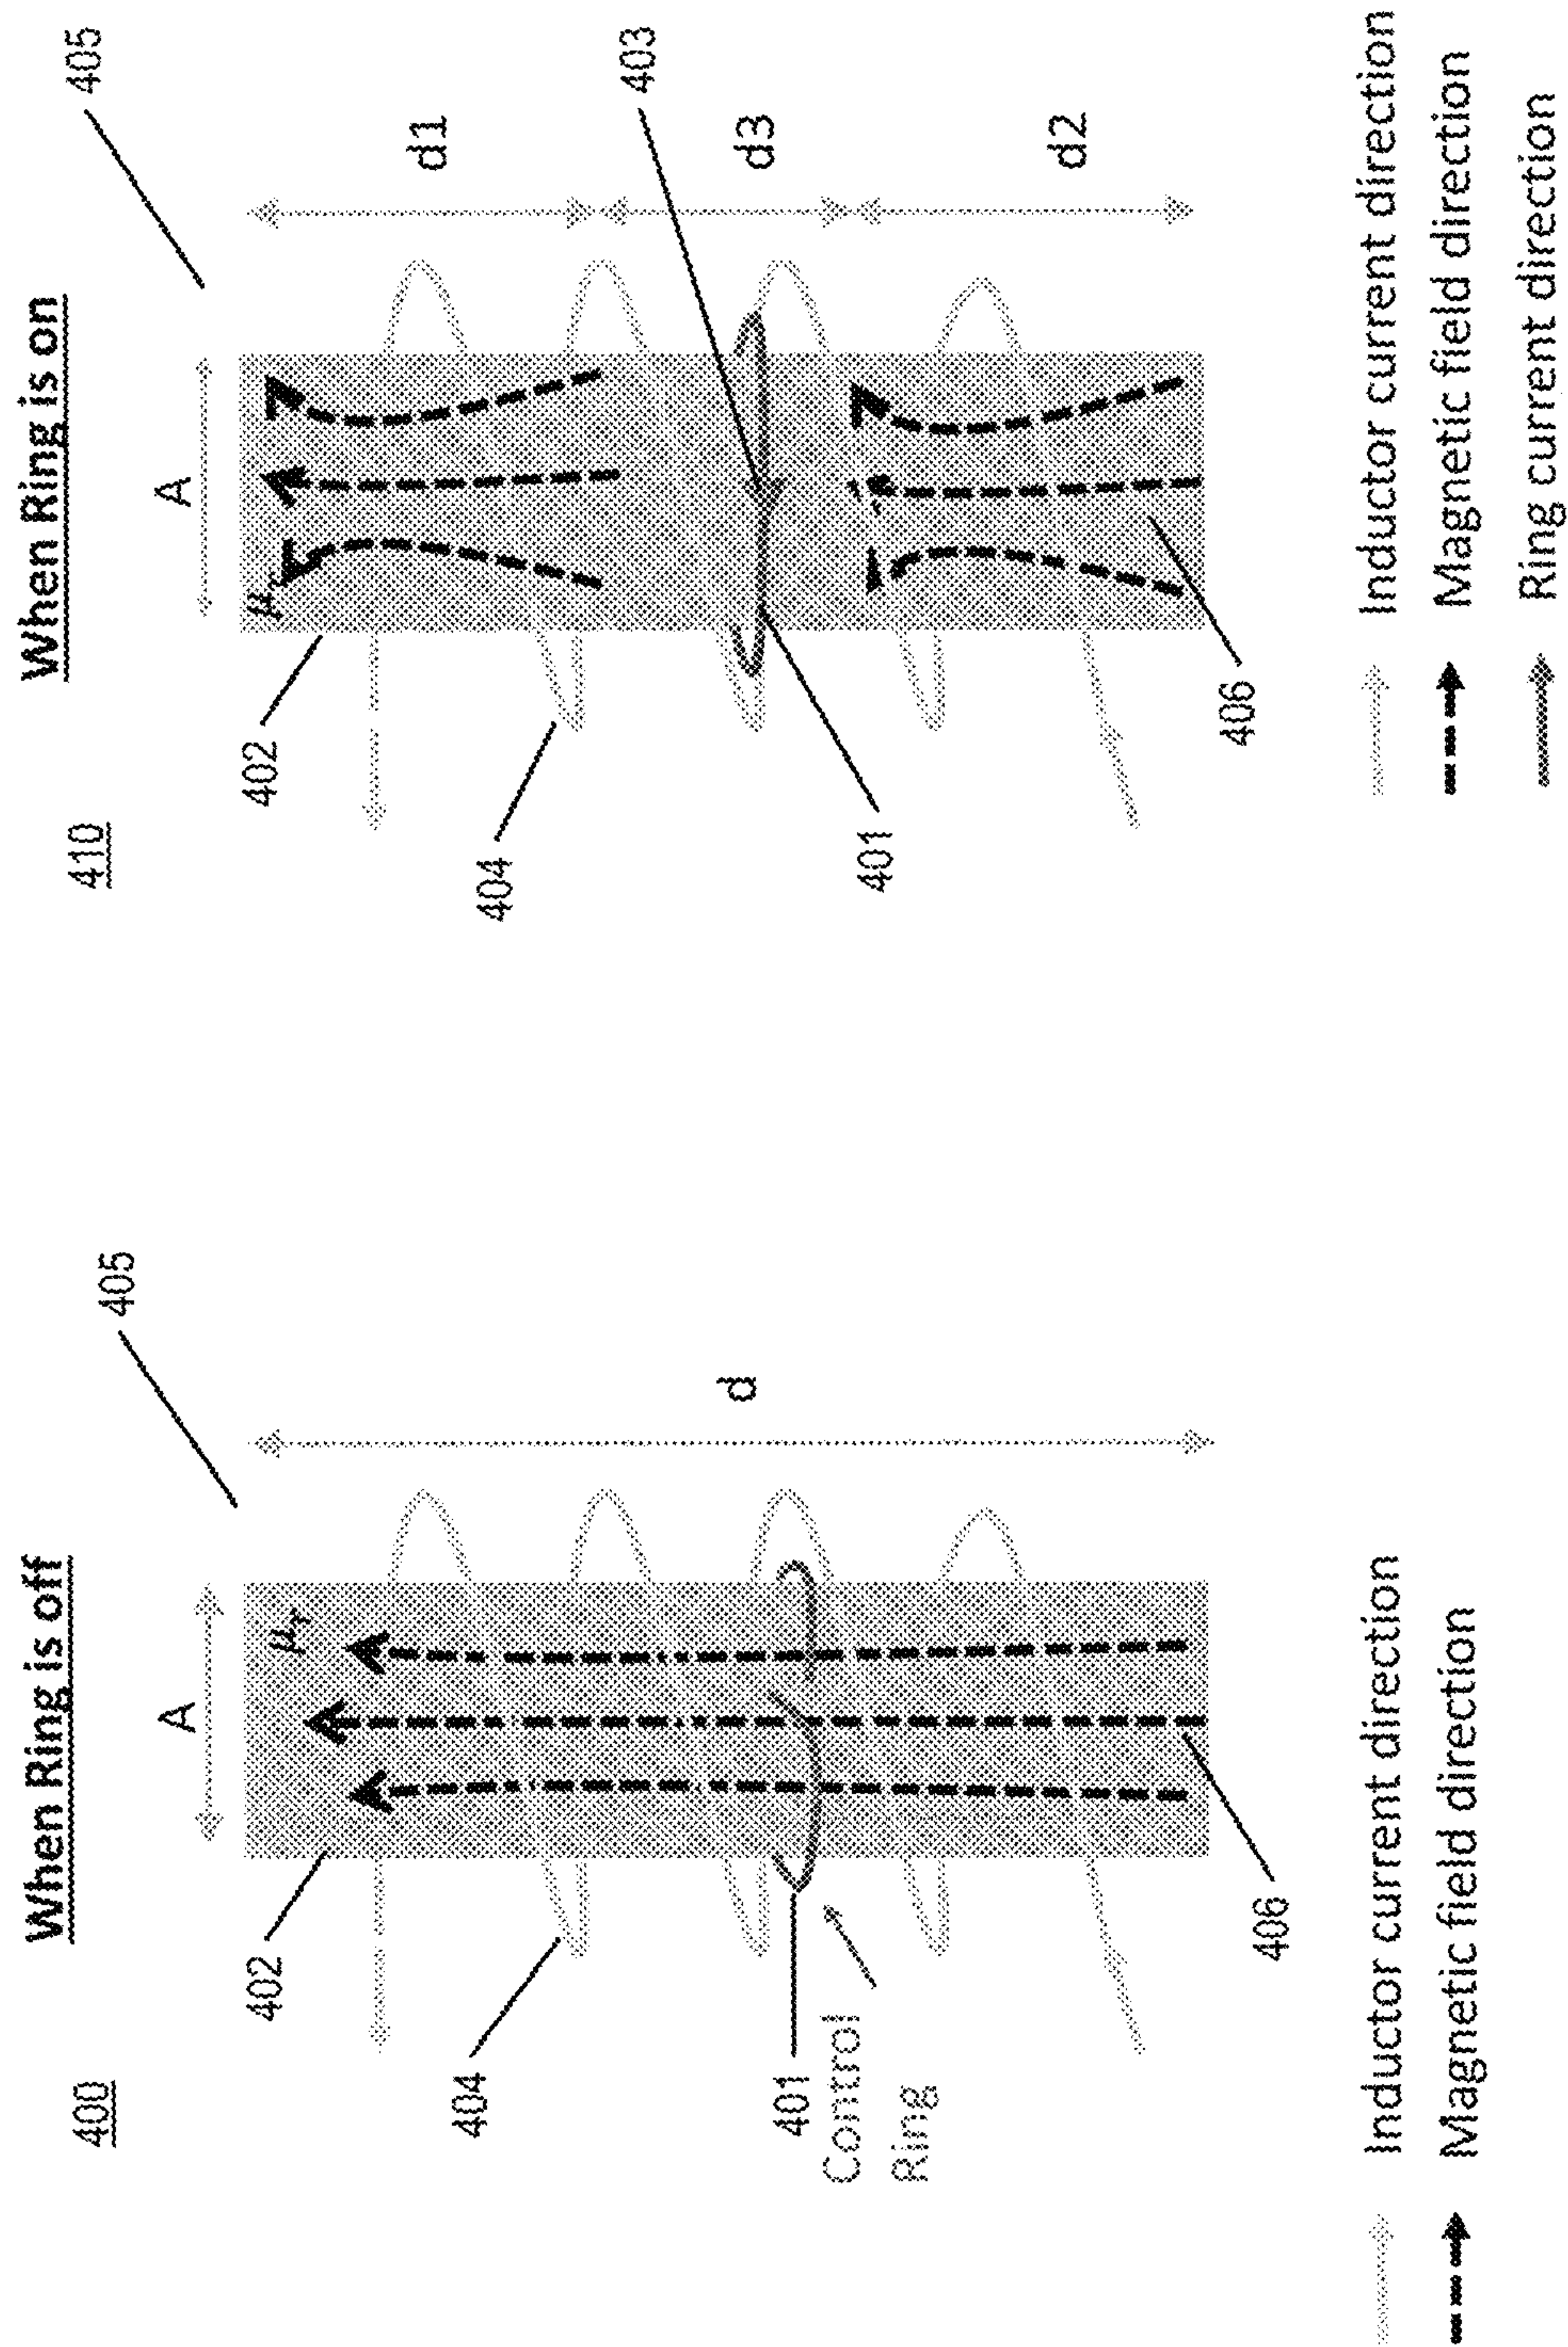 400
When Ring is off
405
A
402
μr
404
d
401
Control
Ring
406
Inductor current direction
Magnetic field direction
410
When Ring is on
405
A
402
μr
d1
404
403
d3
401
d2
406
Inductor current direction
Magnetic field direction
Ring current direction